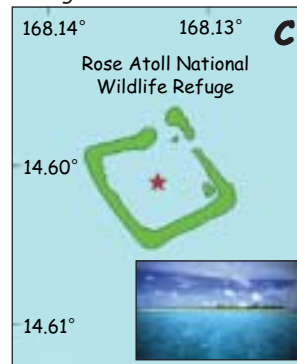 168.14° 168.13° C
Rose Atoll National
Wildlife Refuge
14.60°
14.61°